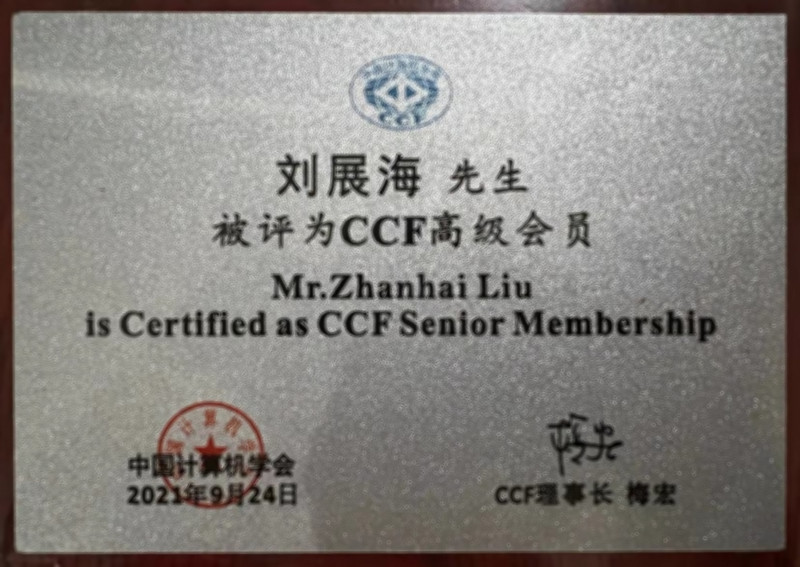 CCF
刘展海 先生
被评为CCF高级会员
Mr.Zhanhai Liu
is Certified as CCF Senior Membership
中国计算机学会
2021年9月24日
CCF理事长 梅宏